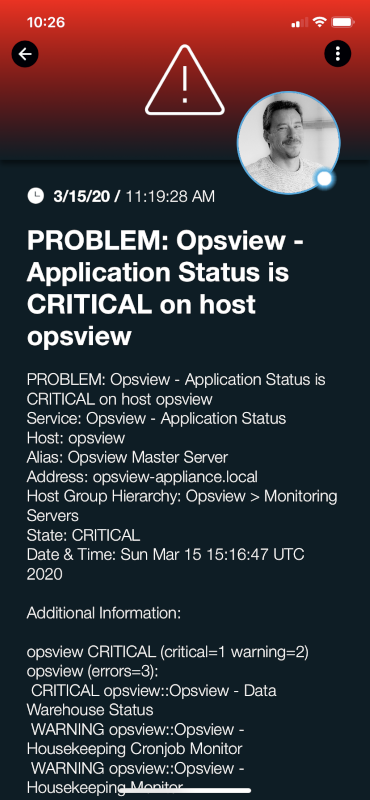 10:26
3/15/20 / 11:19:28 AM
PROBLEM: Opsview -
Application Status is
CRITICAL on host
opsview
PROBLEM: Opsview - Application Status is
CRITICAL on host opsview
Service: Opsview - Application Status
Host: opsview
Alias: Opsview Master Server
Address: opsview-appliance.local
Host Group Hierarchy: Opsview > Monitoring
Servers
State: CRITICAL
Date & Time: Sun Mar 15 15:16:47 UTC
2020
Additional Information:
opsview CRITICAL (critical=1 warning=2)
opsview (errors=3):
CRITICAL opsview::Opsview - Data
Warehouse Status
WARNING opsview::Opsview -
Housekeeping Cronjob Monitor
WARNING opsview::Opsview -
Housekeeping Monitor